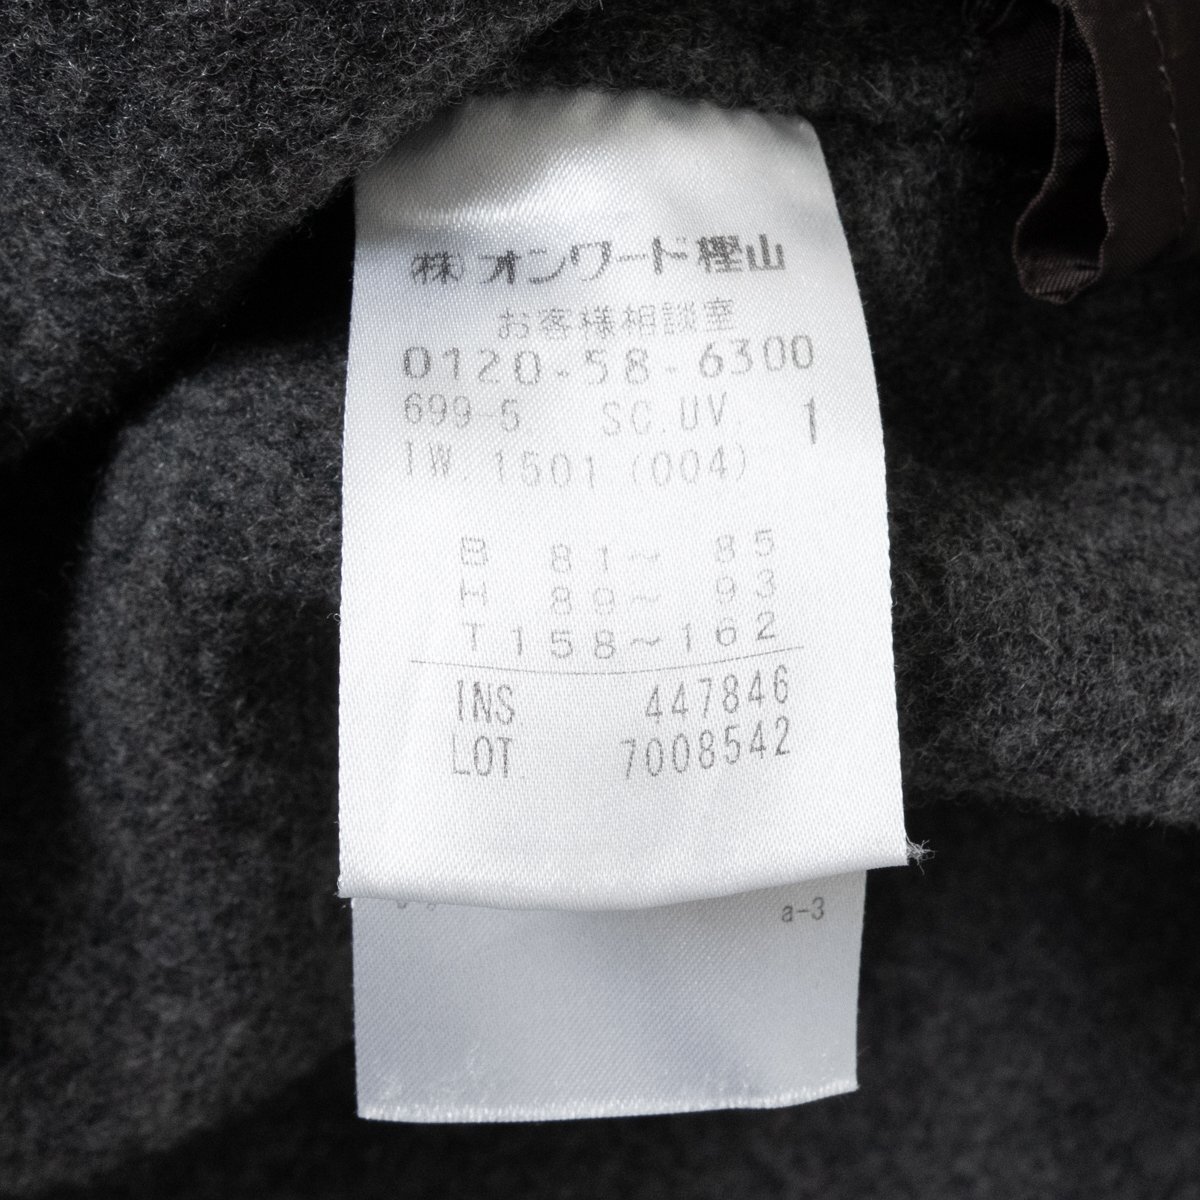 (株)オンワード樫山
お客様相談室
0120-58-6300
699-5 SC.UV 1
IW. 1501 (004)
B 81~ 85
H 89~ 93
T 158~162
INS. 447846
LOT. 7008542
a-3